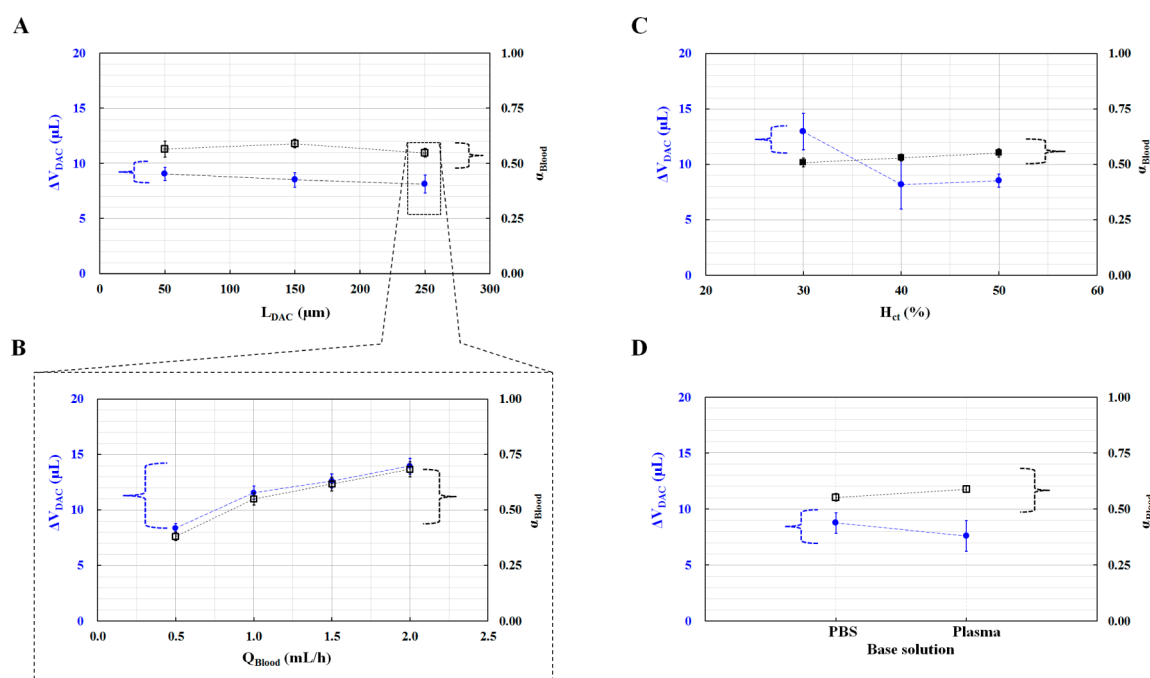 A
20
15
10
5
0
ΔV_DAC (µL)
1.00
0.75
0.50
0.25
0.00
α_Blood
0 50 100 150 200 250 300
L_DAC (µm)
B
20
15
10
5
0
ΔV_DAC (µL)
1.00
0.75
0.50
0.25
0.00
α_Blood
0.0 0.5 1.0 1.5 2.0 2.5
Q_Blood (mL/h)
C
20
15
10
5
0
ΔV_DAC (µL)
1.00
0.75
0.50
0.25
0.00
α_Blood
20 30 40 50 60
H_ct (%)
D
20
15
10
5
0
ΔV_DAC (µL)
1.00
0.75
0.50
0.25
0.00
α_Blood
PBS Plasma
Base solution